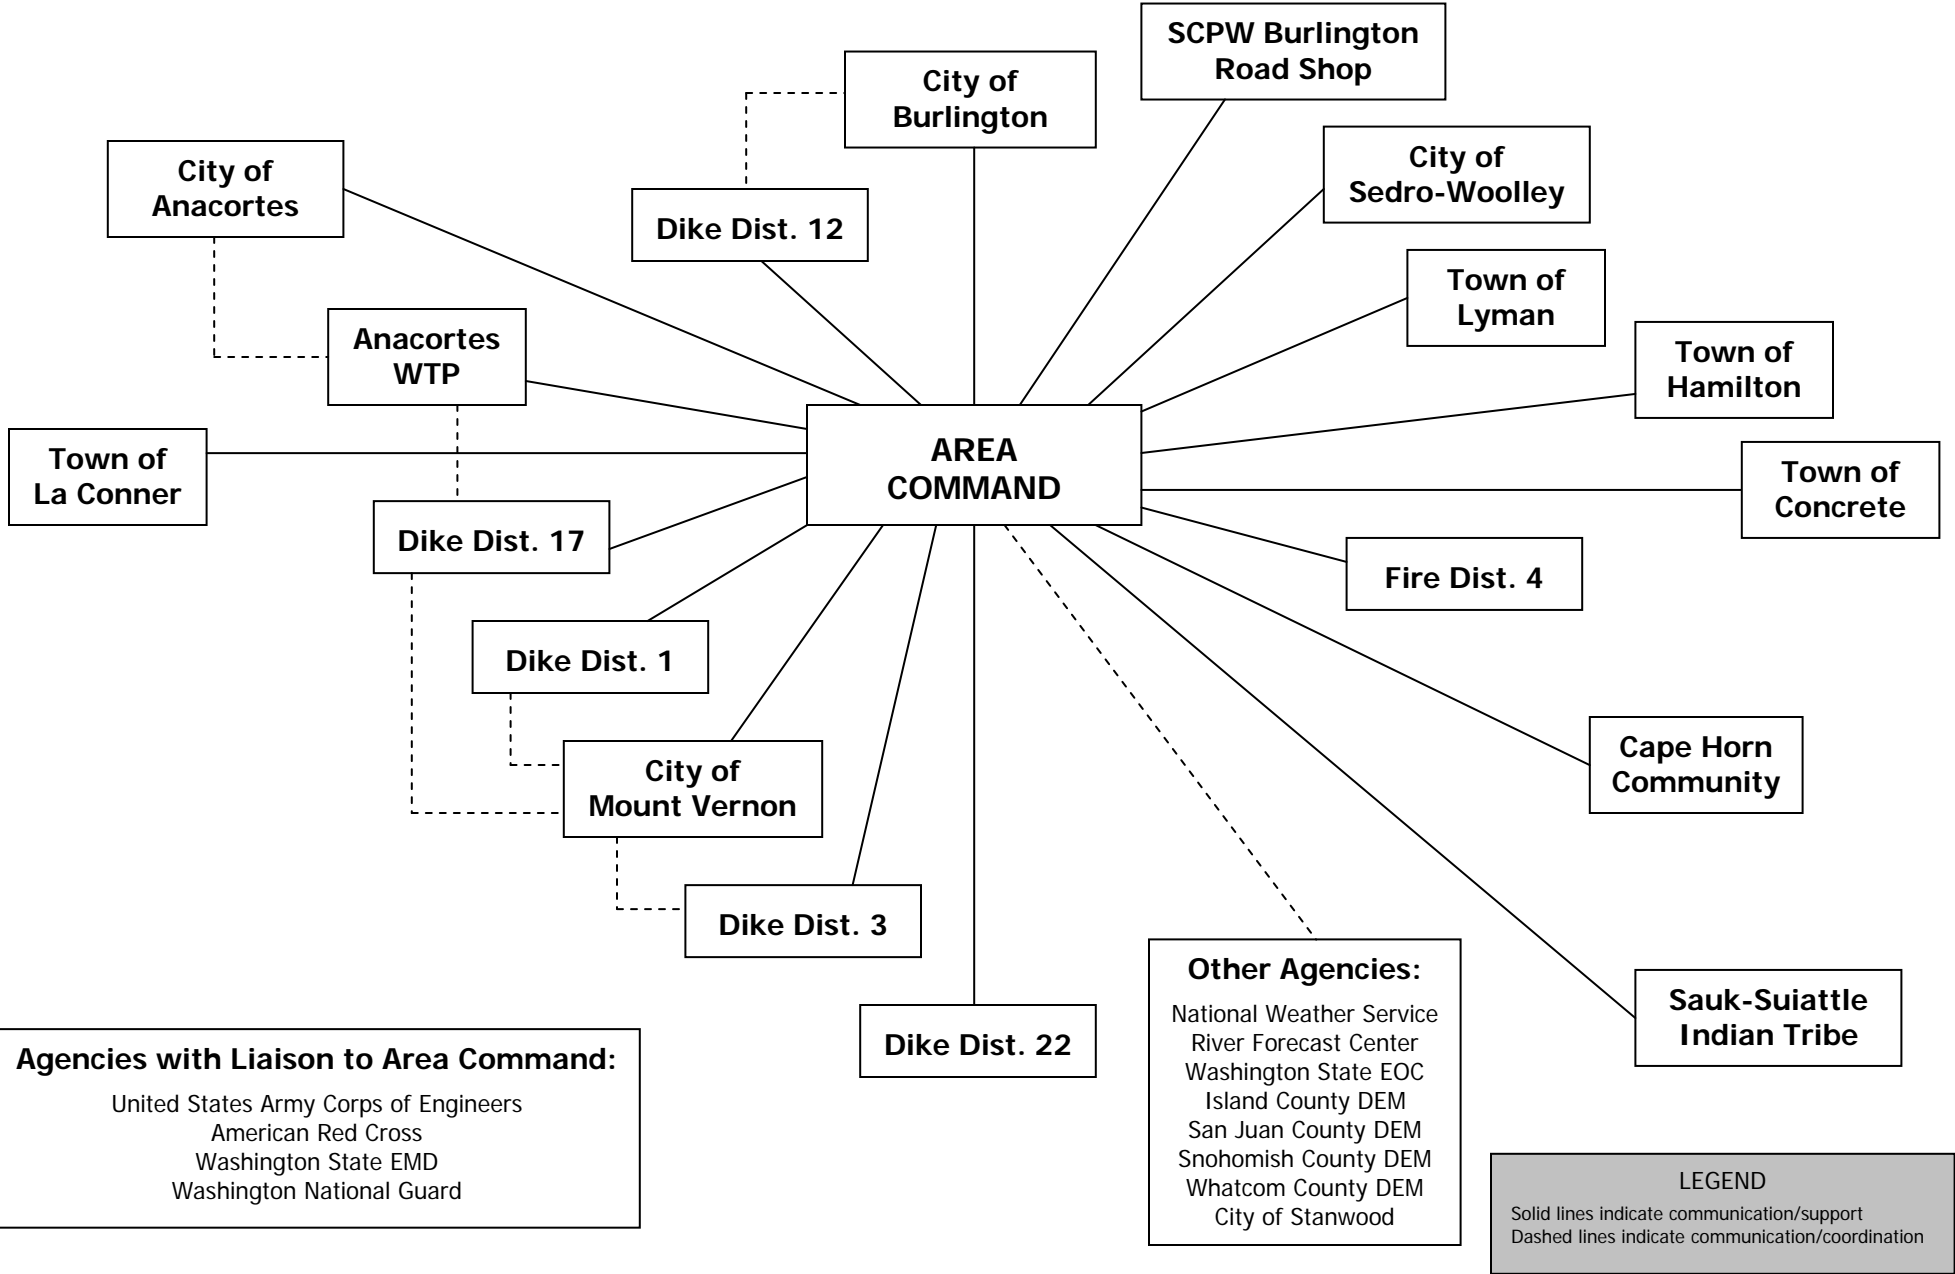 SCPW Burlington
Road Shop
City of
Burlington
City of
Sedro-Woolley
City of
Anacortes
Dike Dist. 12
Town of
Lyman
Anacortes
WTP
Town of
Hamilton
Town of
La Conner
AREA
COMMAND
Town of
Concrete
Dike Dist. 17
Fire Dist. 4
Dike Dist. 1
City of
Mount Vernon
Cape Horn
Community
Dike Dist. 3
Dike Dist. 22
Sauk-Suiattle
Indian Tribe
Other Agencies:
National Weather Service
River Forecast Center
Washington State EOC
Island County DEM
San Juan County DEM
Snohomish County DEM
Whatcom County DEM
City of Stanwood
Agencies with Liaison to Area Command:
United States Army Corps of Engineers
American Red Cross
Washington State EMD
Washington National Guard
LEGEND
Solid lines indicate communication/support
Dashed lines indicate communication/coordination